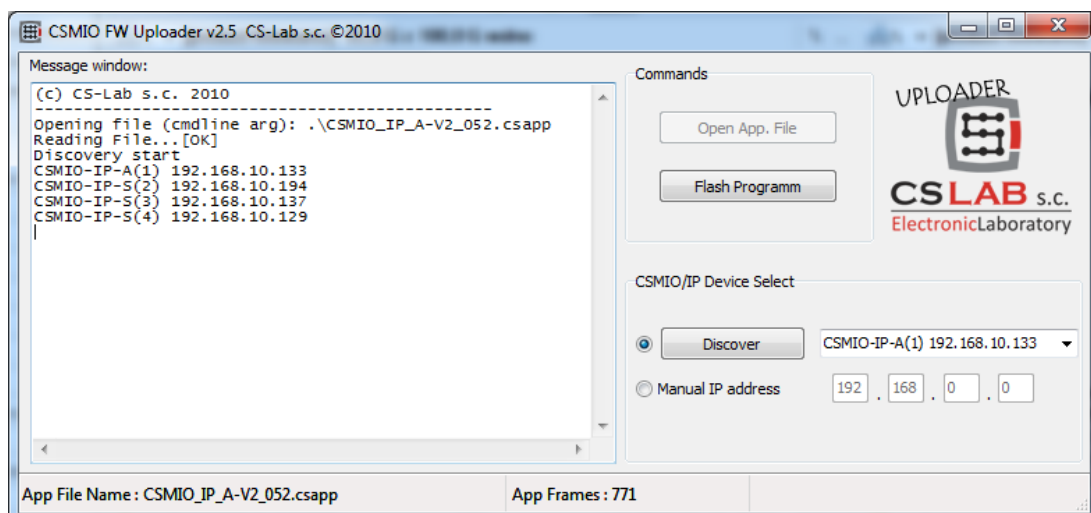 CSMIO FW Uploader v2.5 CS-Lab s.c. ©2010
Message window:
(c) CS-Lab s.c. 2010
------------------------------------------------
Opening file (cmdline arg): .\CSMIO_IP_A-V2_052.csapp
Reading File...[OK]
Discovery start
CSMIO-IP-A(1) 192.168.10.133
CSMIO-IP-S(2) 192.168.10.194
CSMIO-IP-S(3) 192.168.10.137
CSMIO-IP-S(4) 192.168.10.129
Commands
Open App. File
Flash Programm
UPLOADER
CSLAB s.c.
ElectronicLaboratory
CSMIO/IP Device Select
Discover
CSMIO-IP-A(1) 192.168.10.133
Manual IP address
192 . 168 . 0 . 0
App File Name : CSMIO_IP_A-V2_052.csapp
App Frames : 771